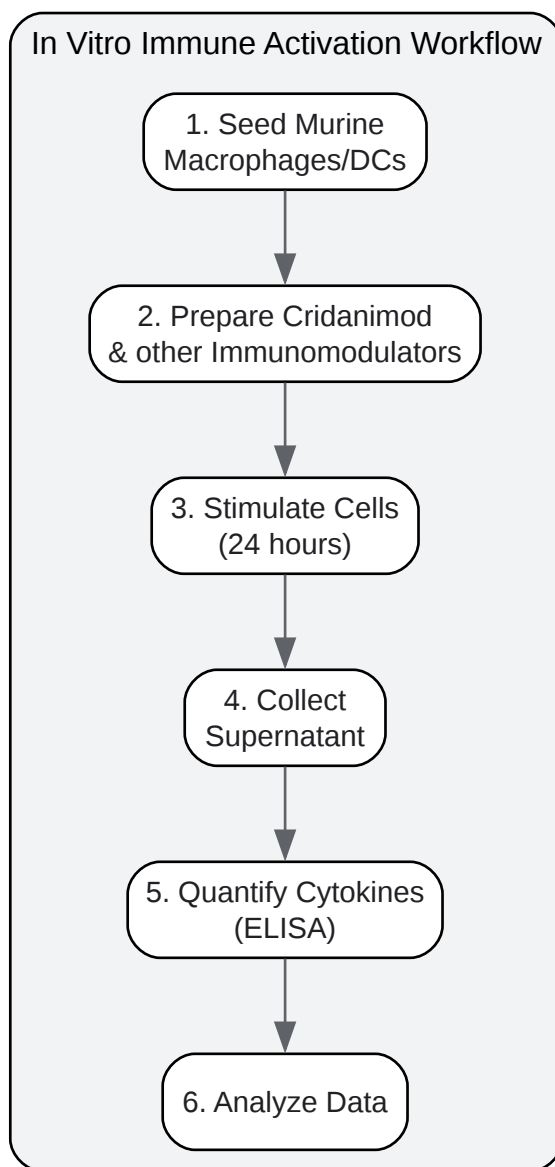 In Vitro Immune Activation Workflow
1. Seed Murine
Macrophages/DCs
2. Prepare Cridanimod
& other Immunomodulators
3. Stimulate Cells
(24 hours)
4. Collect
Supernatant
5. Quantify Cytokines
(ELISA)
6. Analyze Data